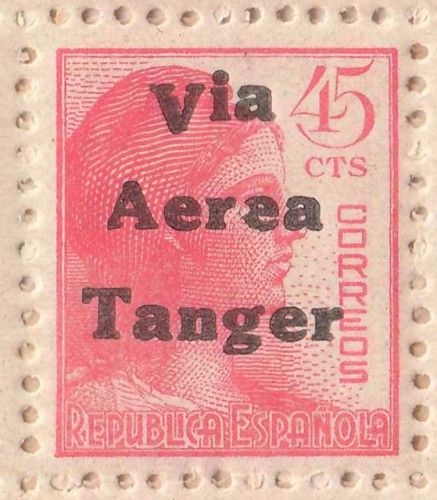 45
CTS
Via
Aerea
Tanger
CORREOS
REPUBLICA ESPAÑOLA